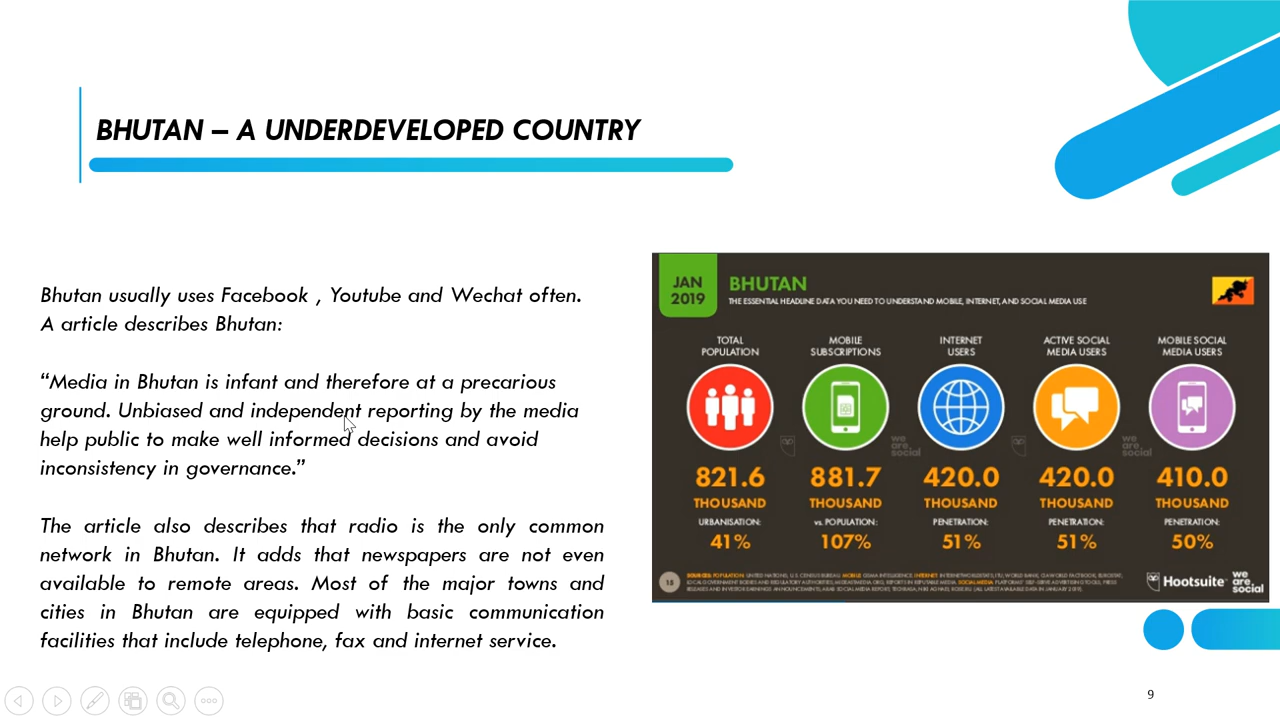 BHUTAN – A UNDERDEVELOPED COUNTRY
Bhutan usually uses Facebook , Youtube and Wechat often.
A article describes Bhutan:
“Media in Bhutan is infant and therefore at a precarious
ground. Unbiased and independent reporting by the media
help public to make well informed decisions and avoid
inconsistency in governance.”
The article also describes that radio is the only common
network in Bhutan. It adds that newspapers are not even
available to remote areas. Most of the major towns and
cities in Bhutan are equipped with basic communication
facilities that include telephone, fax and internet service.
JAN
2019
BHUTAN
THE ESSENTIAL HEADLINE DATA YOU NEED TO UNDERSTAND MOBILE, INTERNET, AND SOCIAL MEDIA USE
TOTAL
POPULATION
821.6
THOUSAND
URBANISATION:
41%
MOBILE
SUBSCRIPTIONS
881.7
THOUSAND
vs. POPULATION:
107%
INTERNET
USERS
420.0
THOUSAND
PENETRATION:
51%
ACTIVE SOCIAL
MEDIA USERS
420.0
THOUSAND
PENETRATION:
51%
MOBILE SOCIAL
MEDIA USERS
410.0
THOUSAND
PENETRATION:
50%
we
are.
social
we
are.
social
Hootsuite
we
are.
social
9